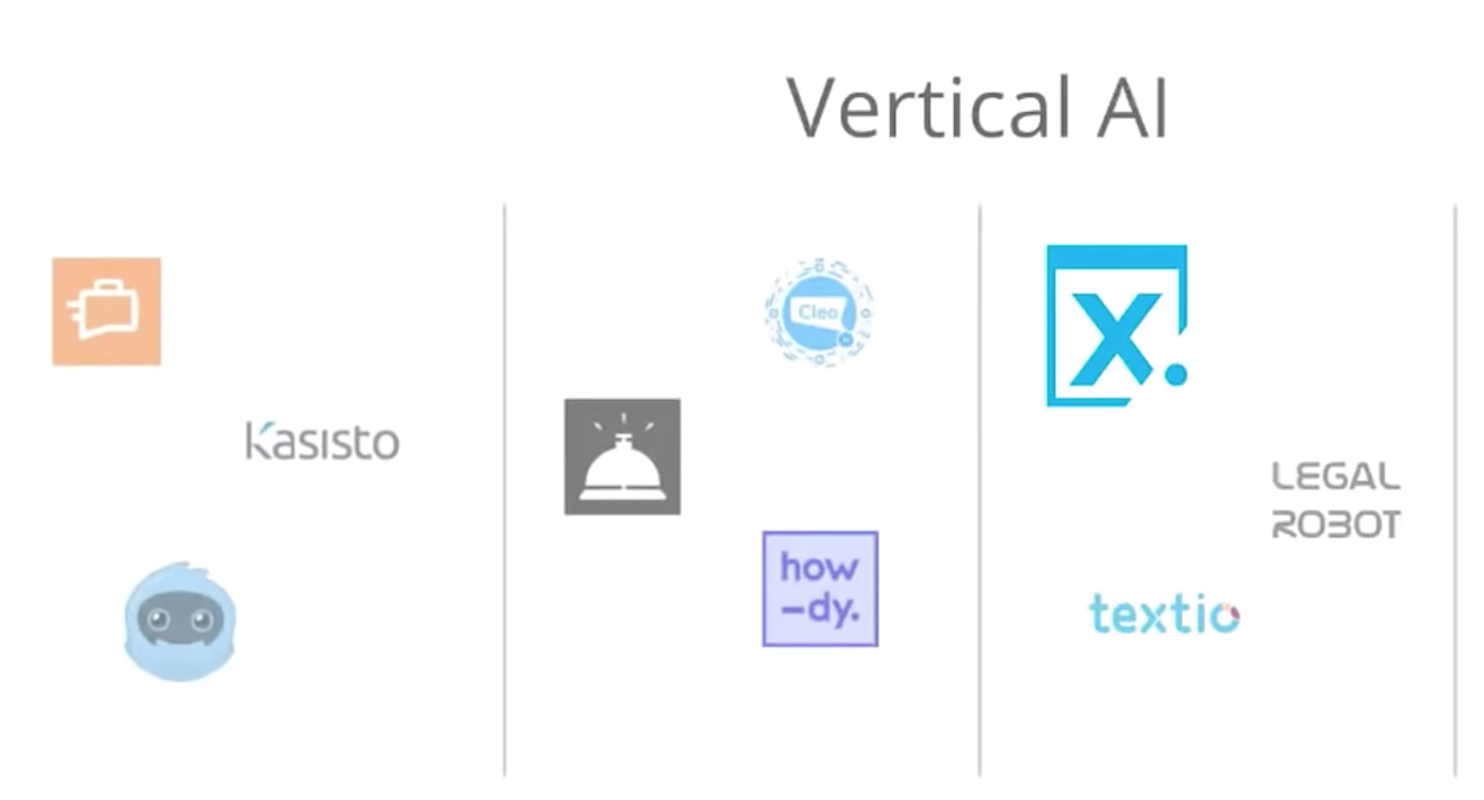 Vertical AI
Kasisto
Cleo
how
-dy.
X.
LEGAL
ROBOT
textio